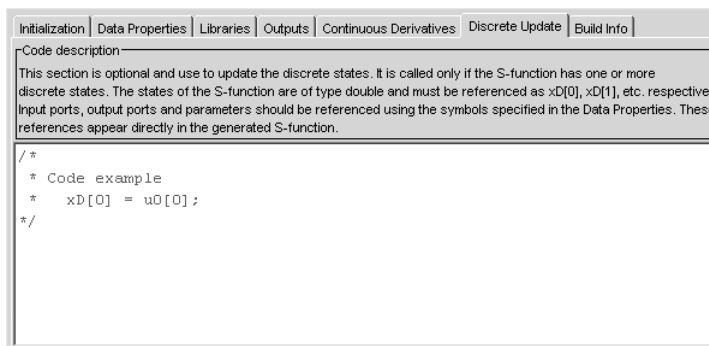 Initialization Data Properties Libraries Outputs Continuous Derivatives Discrete Update Build Info
Code description
This section is optional and use to update the discrete states. It is called only if the S-function has one or more
discrete states. The states of the S-function are of type double and must be referenced as xD[0], xD[1], etc. respective
Input ports, output ports and parameters should be referenced using the symbols specified in the Data Properties. Thes
references appear directly in the generated S-function.
/*
* Code example
* xD[0] = u0[0];
*/